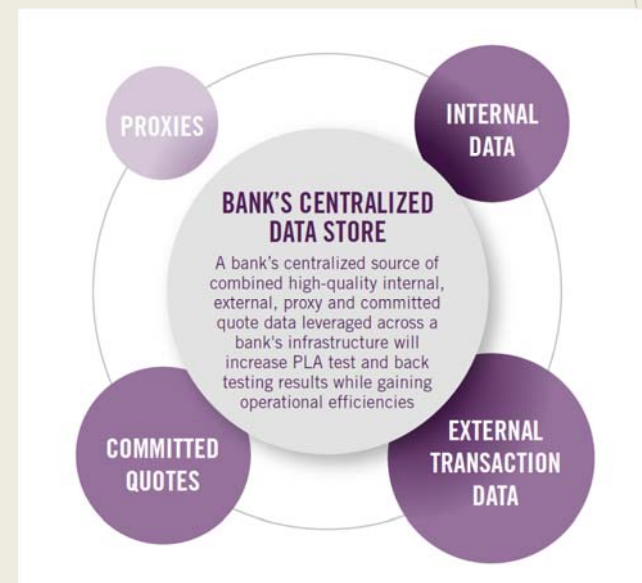 PROXIES
INTERNAL
DATA
BANK'S CENTRALIZED
DATA STORE
A bank's centralized source of
combined high-quality internal,
external, proxy and committed
quote data leveraged across a
bank's infrastructure will
increase PLA test and back
testing results while gaining
operational efficiencies
COMMITTED
QUOTES
EXTERNAL
TRANSACTION
DATA